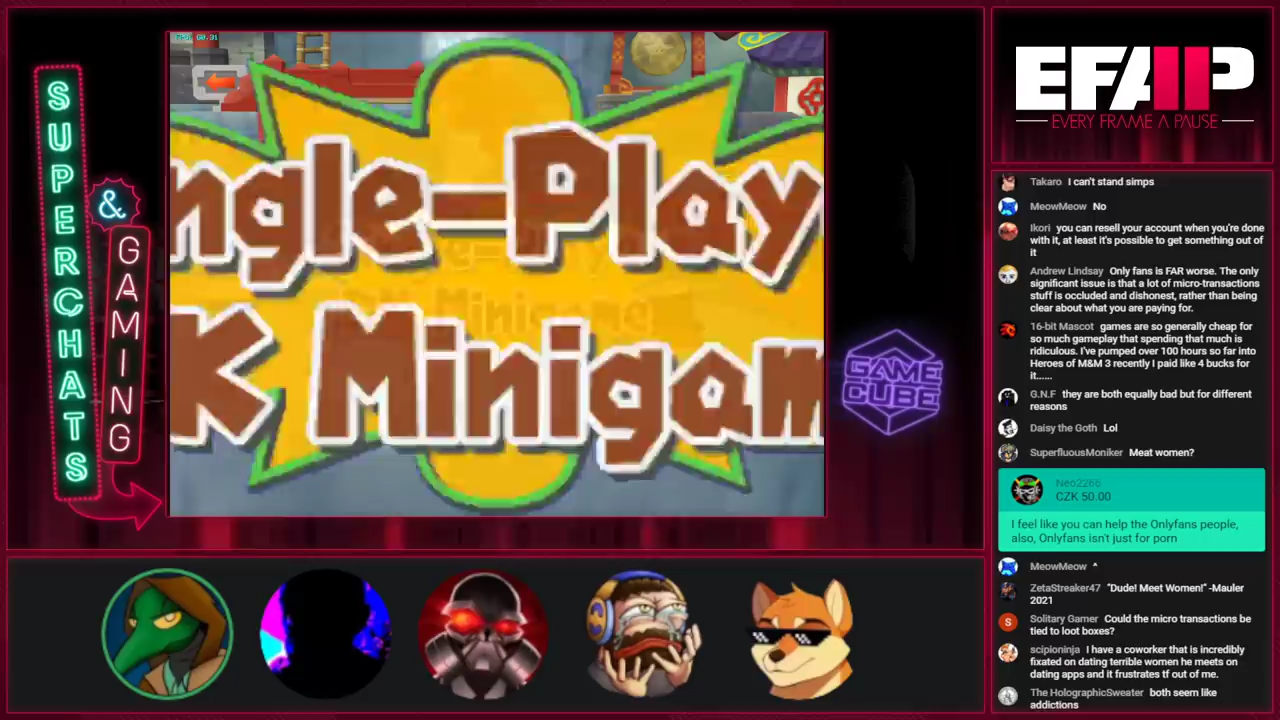 SUPERCHATS
&
GAMING
FPS: 60.31
ngle-Play
K Minigam
GAME
CUBE
EFAP
EVERY FRAME A PAUSE
Takaro I can't stand simps
MeowMeow No
Ikori you can resell your account when you're done
with it, at least it's possible to get something out of
it
Andrew Lindsay Only fans is FAR worse. The only
significant issue is that a lot of micro-transactions
stuff is occluded and dishonest, rather than being
clear about what you are paying for.
16-bit Mascot games are so generally cheap for
so much gameplay that spending that much is
ridiculous. I've pumped over 100 hours so far into
Heroes of M&M 3 recently I paid like 4 bucks for
it......
G.N.F they are both equally bad but for different
reasons
Daisy the Goth Lol
SuperfluousMoniker Meat women?
Neo2266
CZK 50.00
I feel like you can help the Onlyfans people,
also, Onlyfans isn't just for porn
MeowMeow ^
ZetaStreaker47 "Dude! Meet Women!" -Mauler
2021
S
Solitary Gamer Could the micro transactions be
tied to loot boxes?
scipioninja I have a coworker that is incredibly
fixated on dating terrible women he meets on
dating apps and it frustrates tf out of me.
The HolographicSweater both seem like
addictions